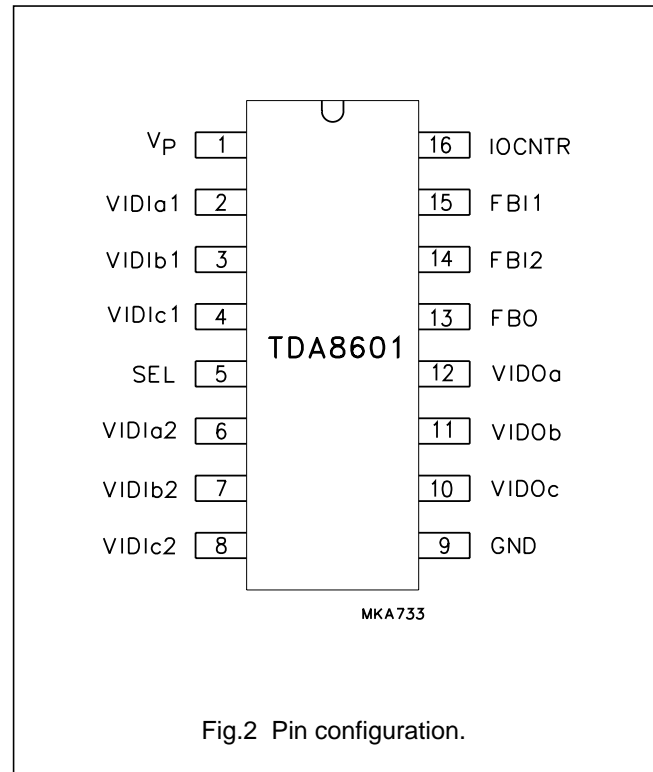 VP 1 16 IOCNTR
VIDIa1 2 15 FBI1
VIDIb1 3 14 FBI2
VIDIc1 4 13 FBO
TDA8601
SEL 5 12 VIDOa
VIDIa2 6 11 VIDOb
VIDIb2 7 10 VIDOc
VIDIc2 8 9 GND
MKA733
Fig.2 Pin configuration.